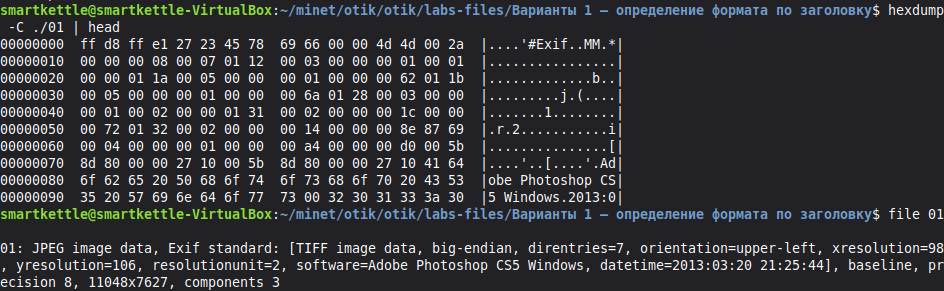 smartkettle@smartkettle-VirtualBox:~/minet/otik/otik/labs-files/Варианты 1 — определение формата по заголовку$ hexdump
 -C ./01 | head
00000000  ff d8 ff e1 27 23 45 78  69 66 00 00 4d 4d 00 2a  |....'#Exif..MM.*|
00000010  00 00 00 08 00 07 01 12  00 03 00 00 00 01 00 01  |................|
00000020  00 00 01 1a 00 05 00 00  00 01 00 00 00 62 01 1b  |.............b..|
00000030  00 05 00 00 00 01 00 00  00 6a 01 28 00 03 00 00  |.........j.(....|
00000040  00 01 00 02 00 00 01 31  00 02 00 00 00 1c 00 00  |.......1........|
00000050  00 72 01 32 00 02 00 00  00 14 00 00 00 8e 87 69  |.r.2...........i|
00000060  00 04 00 00 00 01 00 00  00 a4 00 00 00 d0 00 5b  |...............[|
00000070  8d 80 00 00 27 10 00 5b  8d 80 00 00 27 10 41 64  |....'..[....'.Ad|
00000080  6f 62 65 20 50 68 6f 74  6f 73 68 6f 70 20 43 53  |obe Photoshop CS|
00000090  35 20 57 69 6e 64 6f 77  73 00 32 30 31 33 3a 30  |5 Windows.2013:0|
smartkettle@smartkettle-VirtualBox:~/minet/otik/otik/labs-files/Варианты 1 — определение формата по заголовку$ file 01
01: JPEG image data, Exif standard: [TIFF image data, big-endian, direntries=7, orientation=upper-left, xresolution=98
, yresolution=106, resolutionunit=2, software=Adobe Photoshop CS5 Windows, datetime=2013:03:20 21:25:44], baseline, pr
ecision 8, 11048x7627, components 3